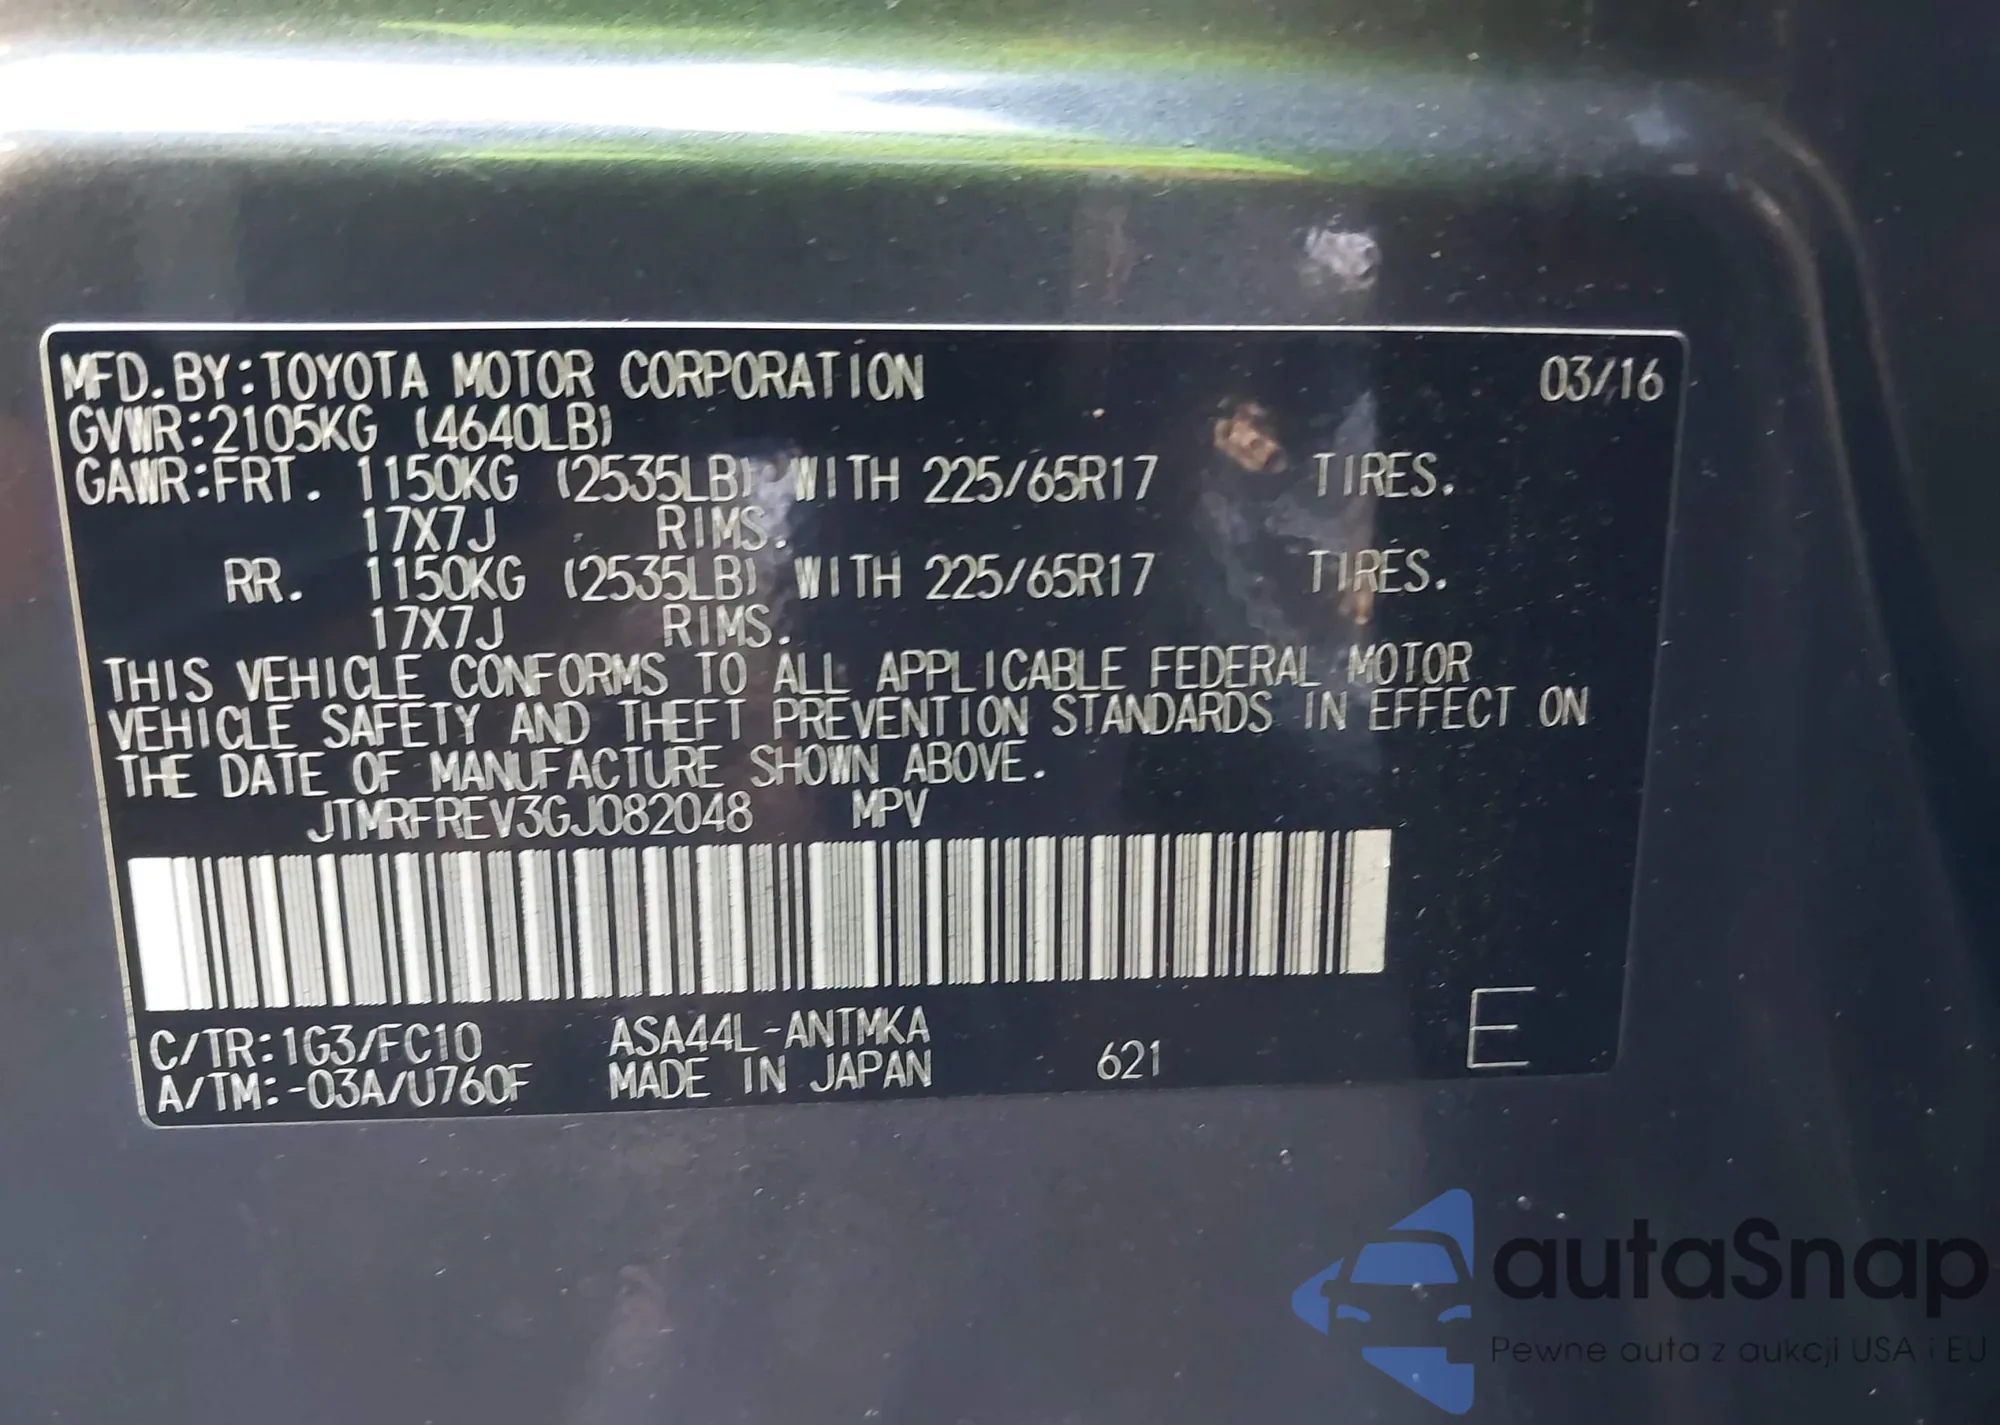 MFD.BY:TOYOTA MOTOR CORPORATION 03/16
GVWR:2105KG (4640LB)
GAWR:FRT. 1150KG (2535LB) WITH 225/65R17 TIRES.
17X7J RIMS.
RR. 1150KG (2535LB) WITH 225/65R17 TIRES.
17X7J RIMS.
THIS VEHICLE CONFORMS TO ALL APPLICABLE FEDERAL MOTOR
VEHICLE SAFETY AND THEFT PREVENTION STANDARDS IN EFFECT ON
THE DATE OF MANUFACTURE SHOWN ABOVE.
JTMRFREV3GJ082048 MPV
C/TR:1G3/FC10 ASA44L-ANTMKA
A/TM:-03A/U760F MADE IN JAPAN 621 E
autaSnap
Pewne auta z aukcji USA i EU